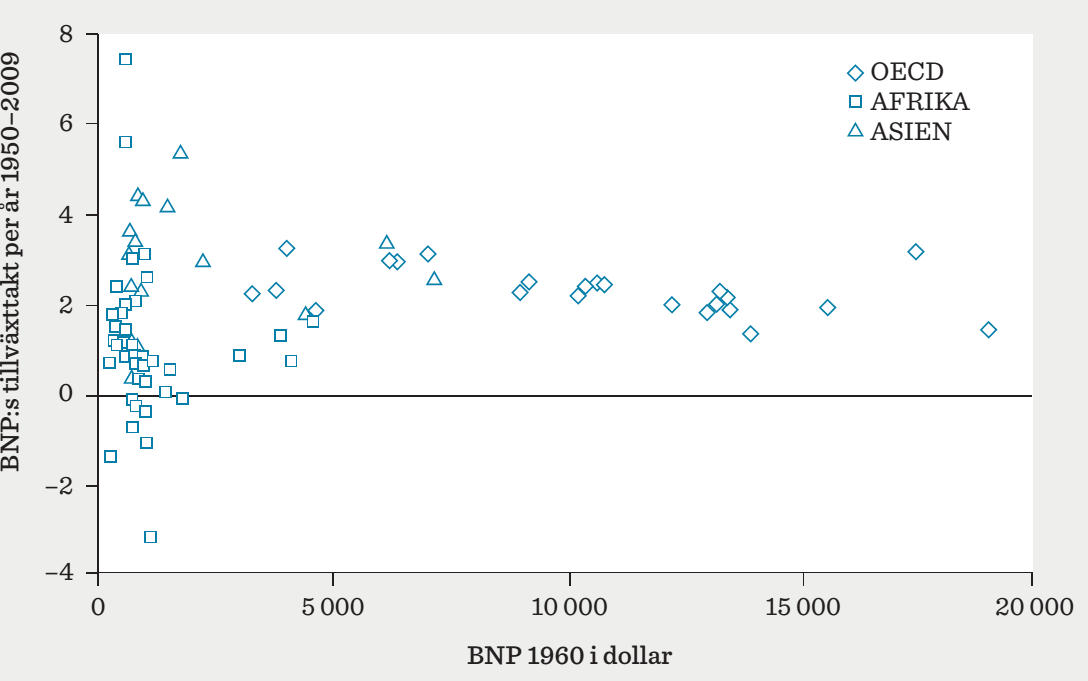 BNP:s tillväxttakt per år 1950–2009
8
6
4
2
0
–2
–4
OECD
AFRIKA
ASIEN
0 5 000 10 000 15 000 20 000
BNP 1960 i dollar